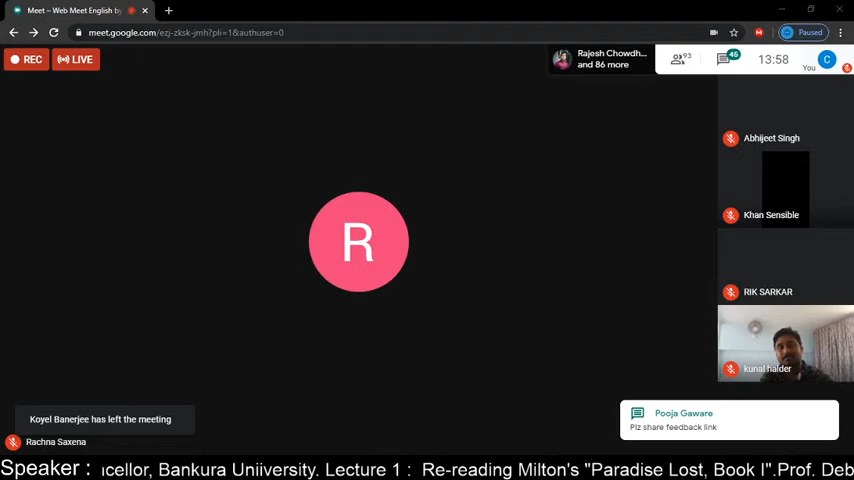 Meet – Web Meet English by
meet.google.com/ezj-zksk-jmh?pli=1&authuser=0
Paused
REC
LIVE
Rajesh Chowdh...
and 86 more
93
45
13:58
You
C
Abhijeet Singh
Khan Sensible
RIK SARKAR
kunal halder
R
Koyel Banerjee has left the meeting
Rachna Saxena
Pooja Gaware
Plz share feedback link
Speaker : ıcellor, Bankura Uniiversity. Lecture 1 : Re-reading Milton's "Paradise Lost, Book I".Prof. Deb